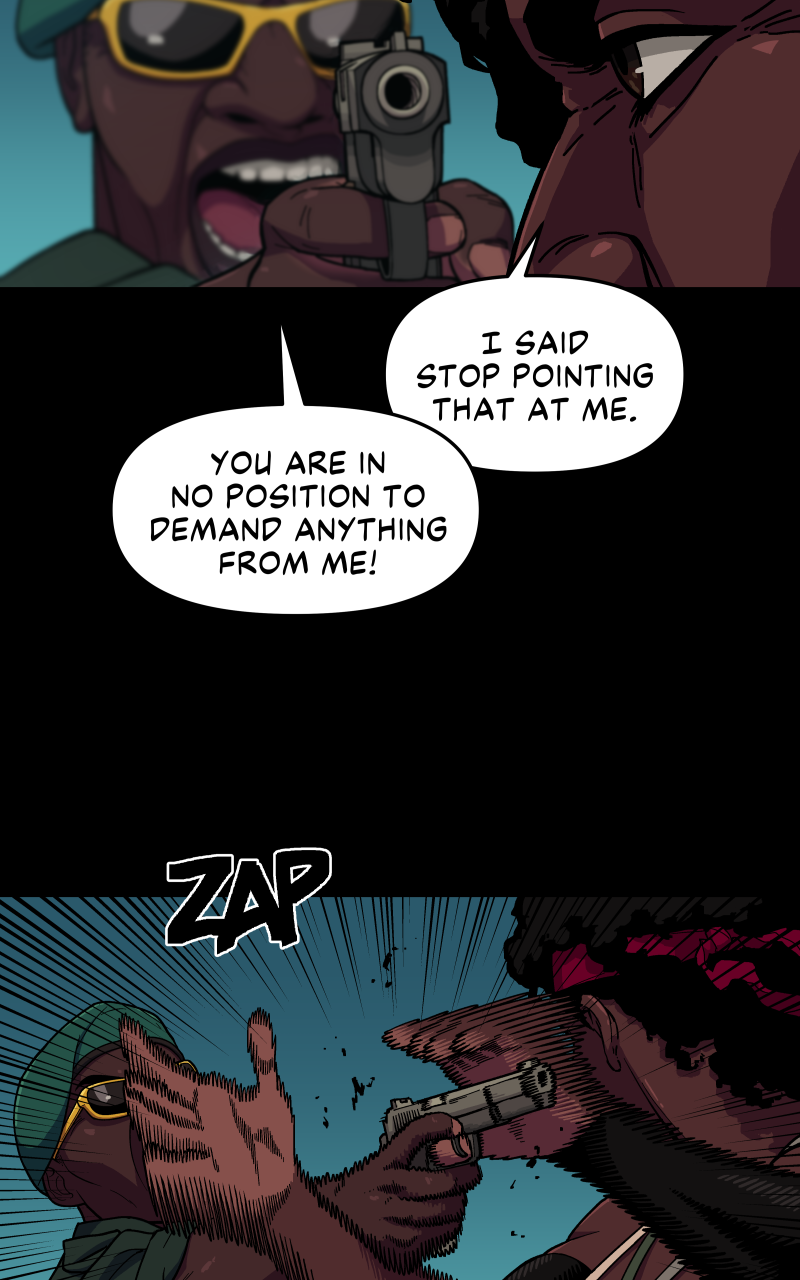 I SAID
STOP POINTING
THAT AT ME.
YOU ARE IN
NO POSITION TO
DEMAND ANYTHING
FROM ME!
ZAP